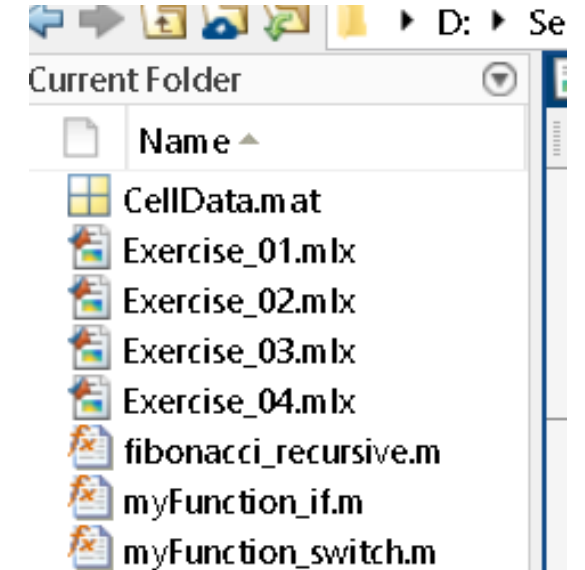 D: Se
Current Folder
Name
CellData.mat
Exercise_01.mlx
Exercise_02.mlx
Exercise_03.mlx
Exercise_04.mlx
fibonacci_recursive.m
myFunction_if.m
myFunction_switch.m